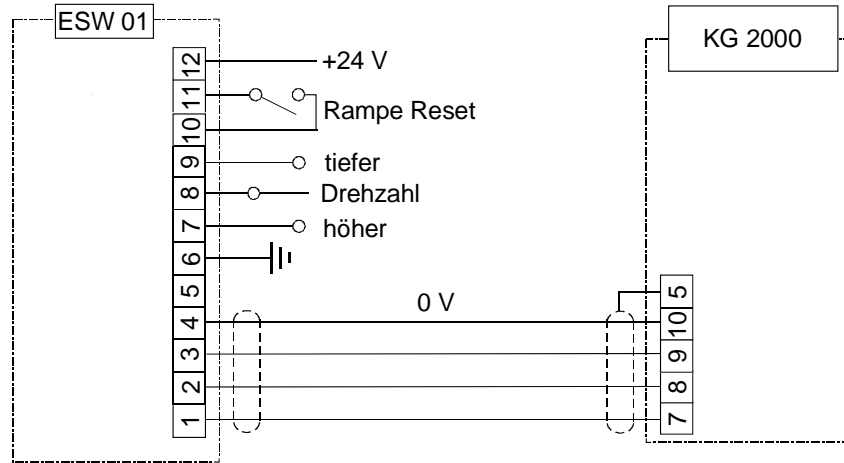 ESW 01
KG 2000
12 +24 V
11
Rampe Reset
10
9 tiefer
8 Drehzahl
7 höher
6
5
0 V
5
4 10
3 9
2 8
1 7